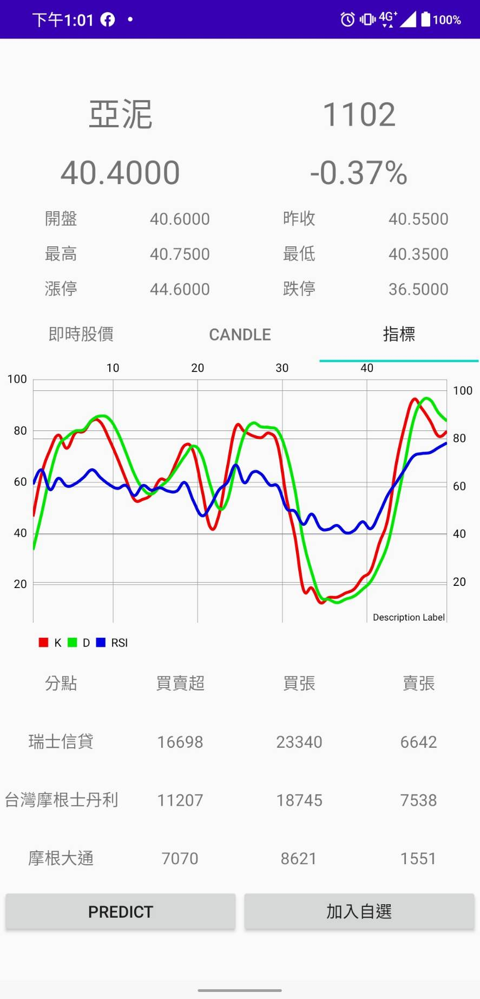 下午1:01 4G+ 100%
亞泥 1102
40.4000 -0.37%
開盤 40.6000 昨收 40.5500
最高 40.7500 最低 40.3500
漲停 44.6000 跌停 36.5000
即時股價 CANDLE 指標
10 20 30 40
100 100
80 80
60 60
40 40
20 20
Description Label
K D RSI
分點 買賣超 買張 賣張
瑞士信貸 16698 23340 6642
台灣摩根士丹利 11207 18745 7538
摩根大通 7070 8621 1551
PREDICT 加入自選